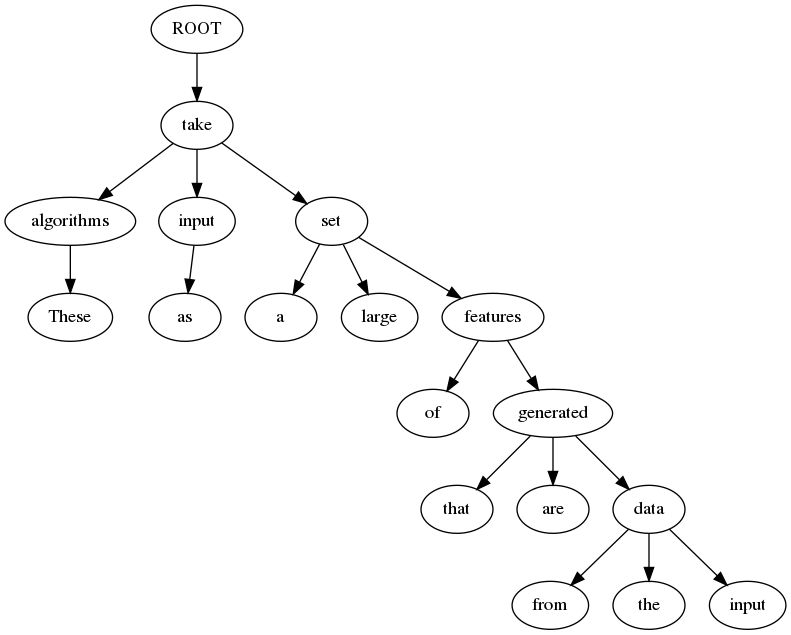 ROOT
take
algorithms input set
These as a large features
of generated
that are data
from the input